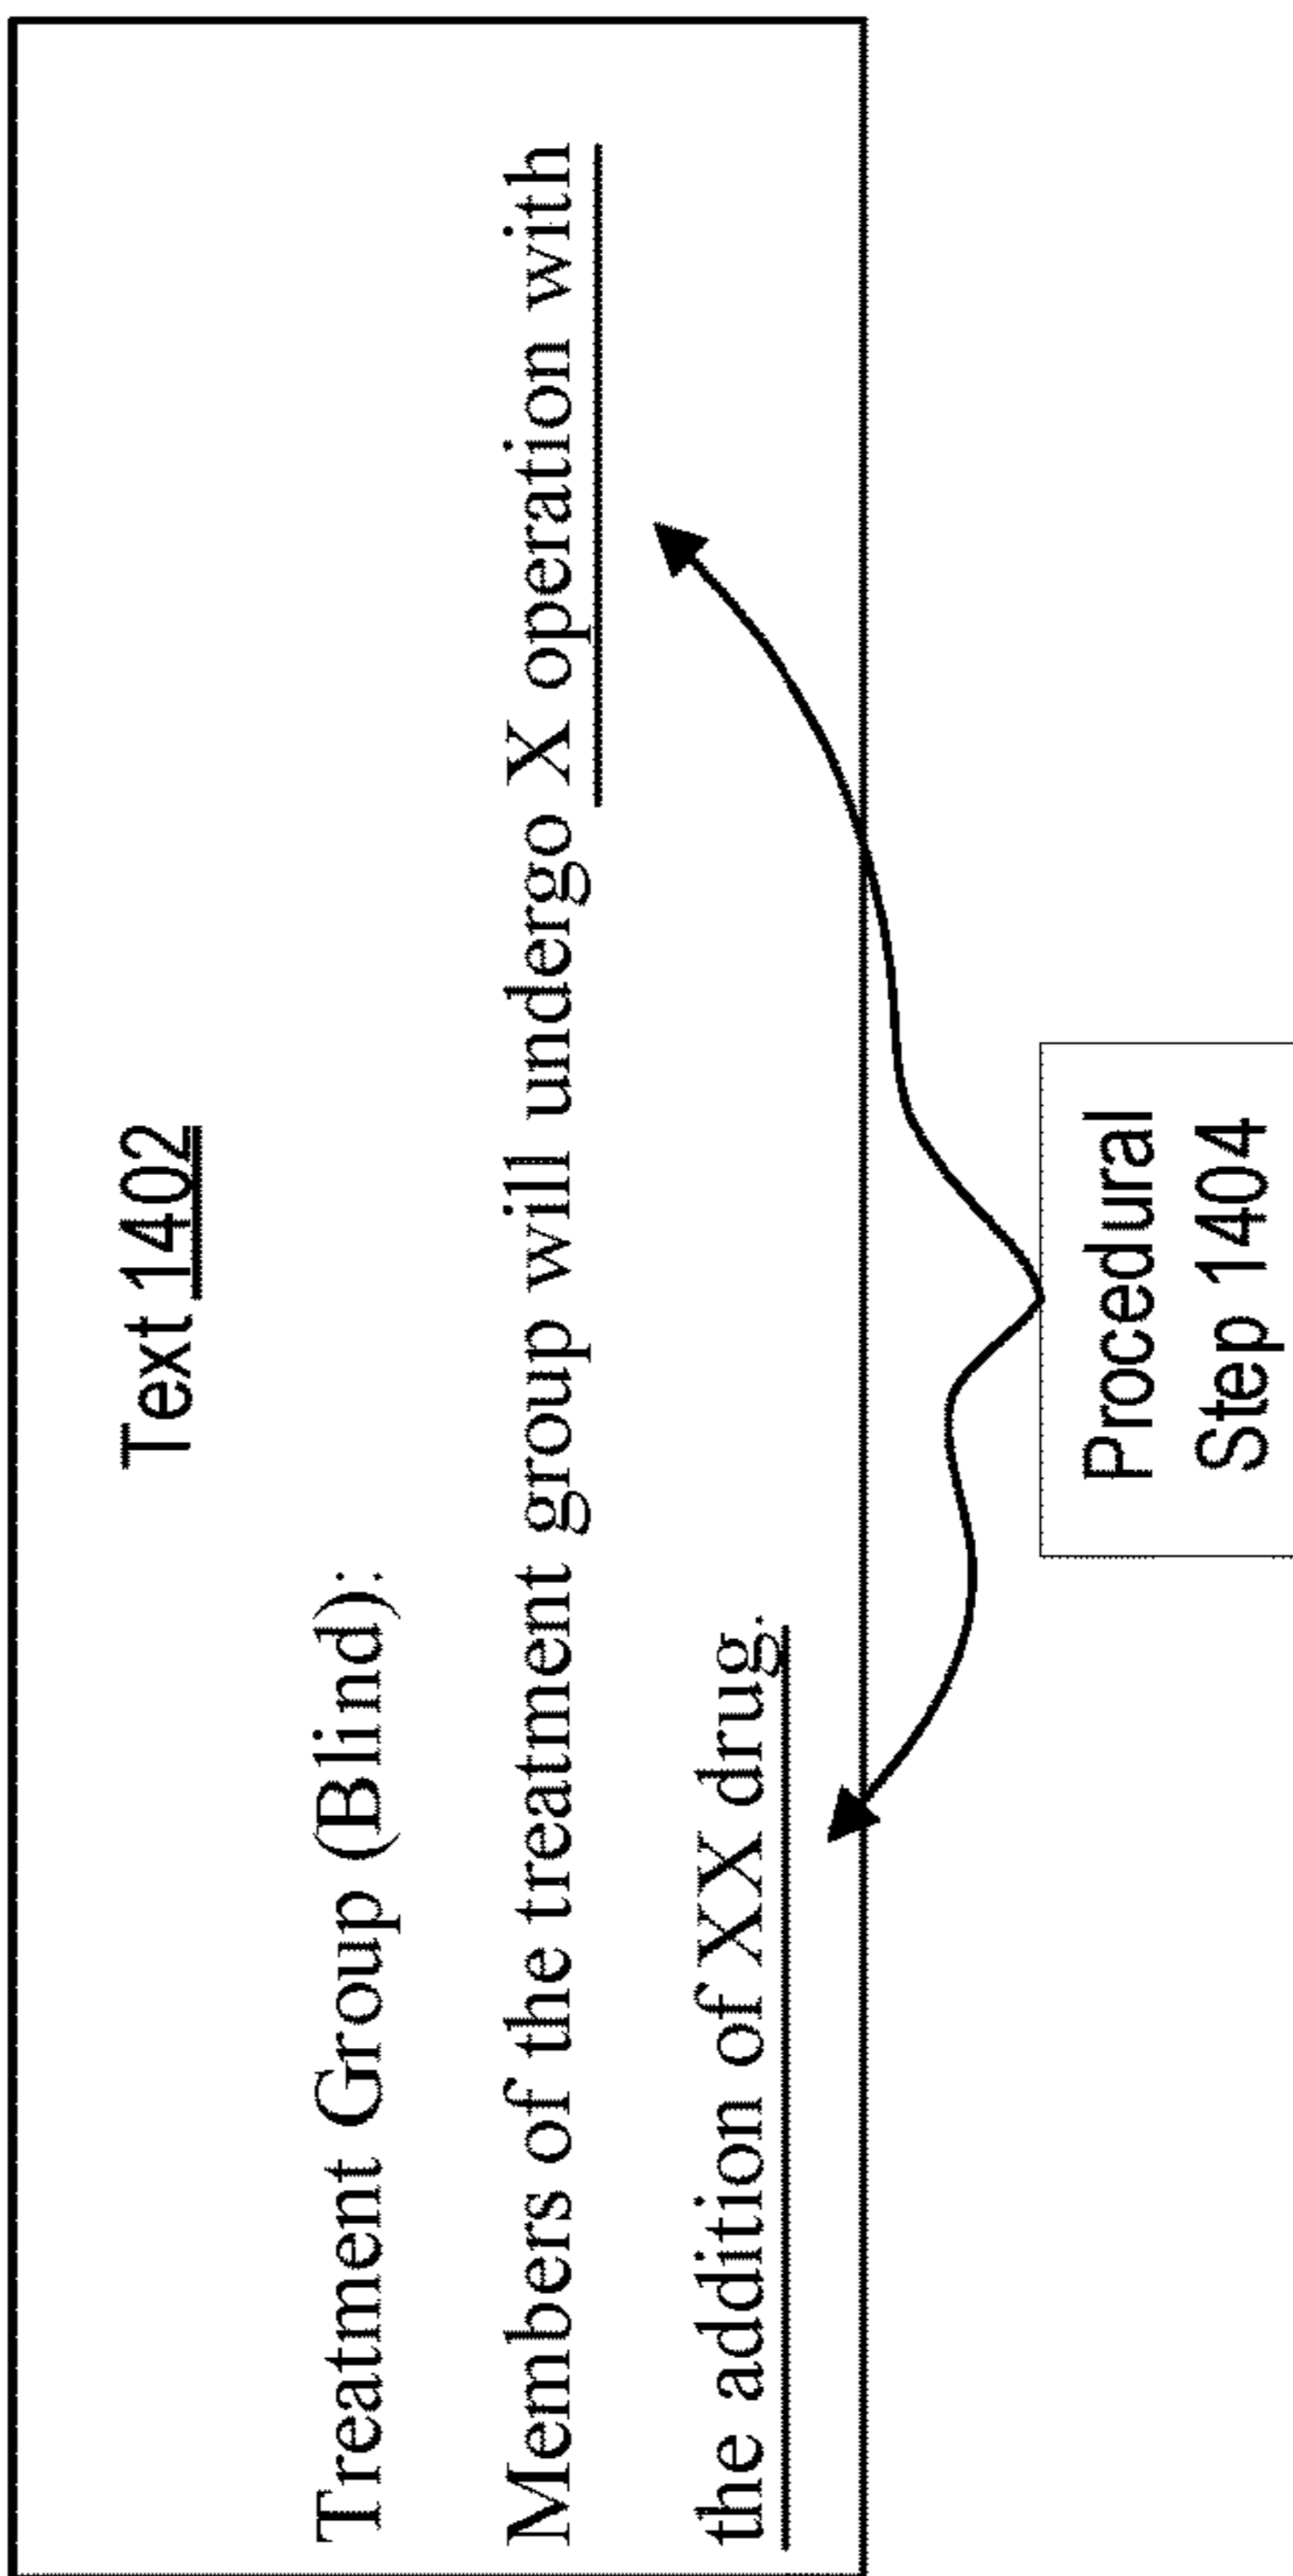 Text 1402
Treatment Group (Blind):
Members of the treatment group will undergo X operation with
the addition of XX drug.
Procedural
Step 1404